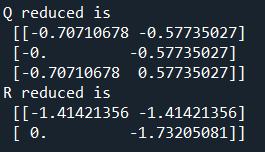 Q reduced is
[[-0.70710678 -0.57735027]
[-0. -0.57735027]
[-0.70710678 0.57735027]]
R reduced is
[[-1.41421356 -1.41421356]
[ 0. -1.73205081]]